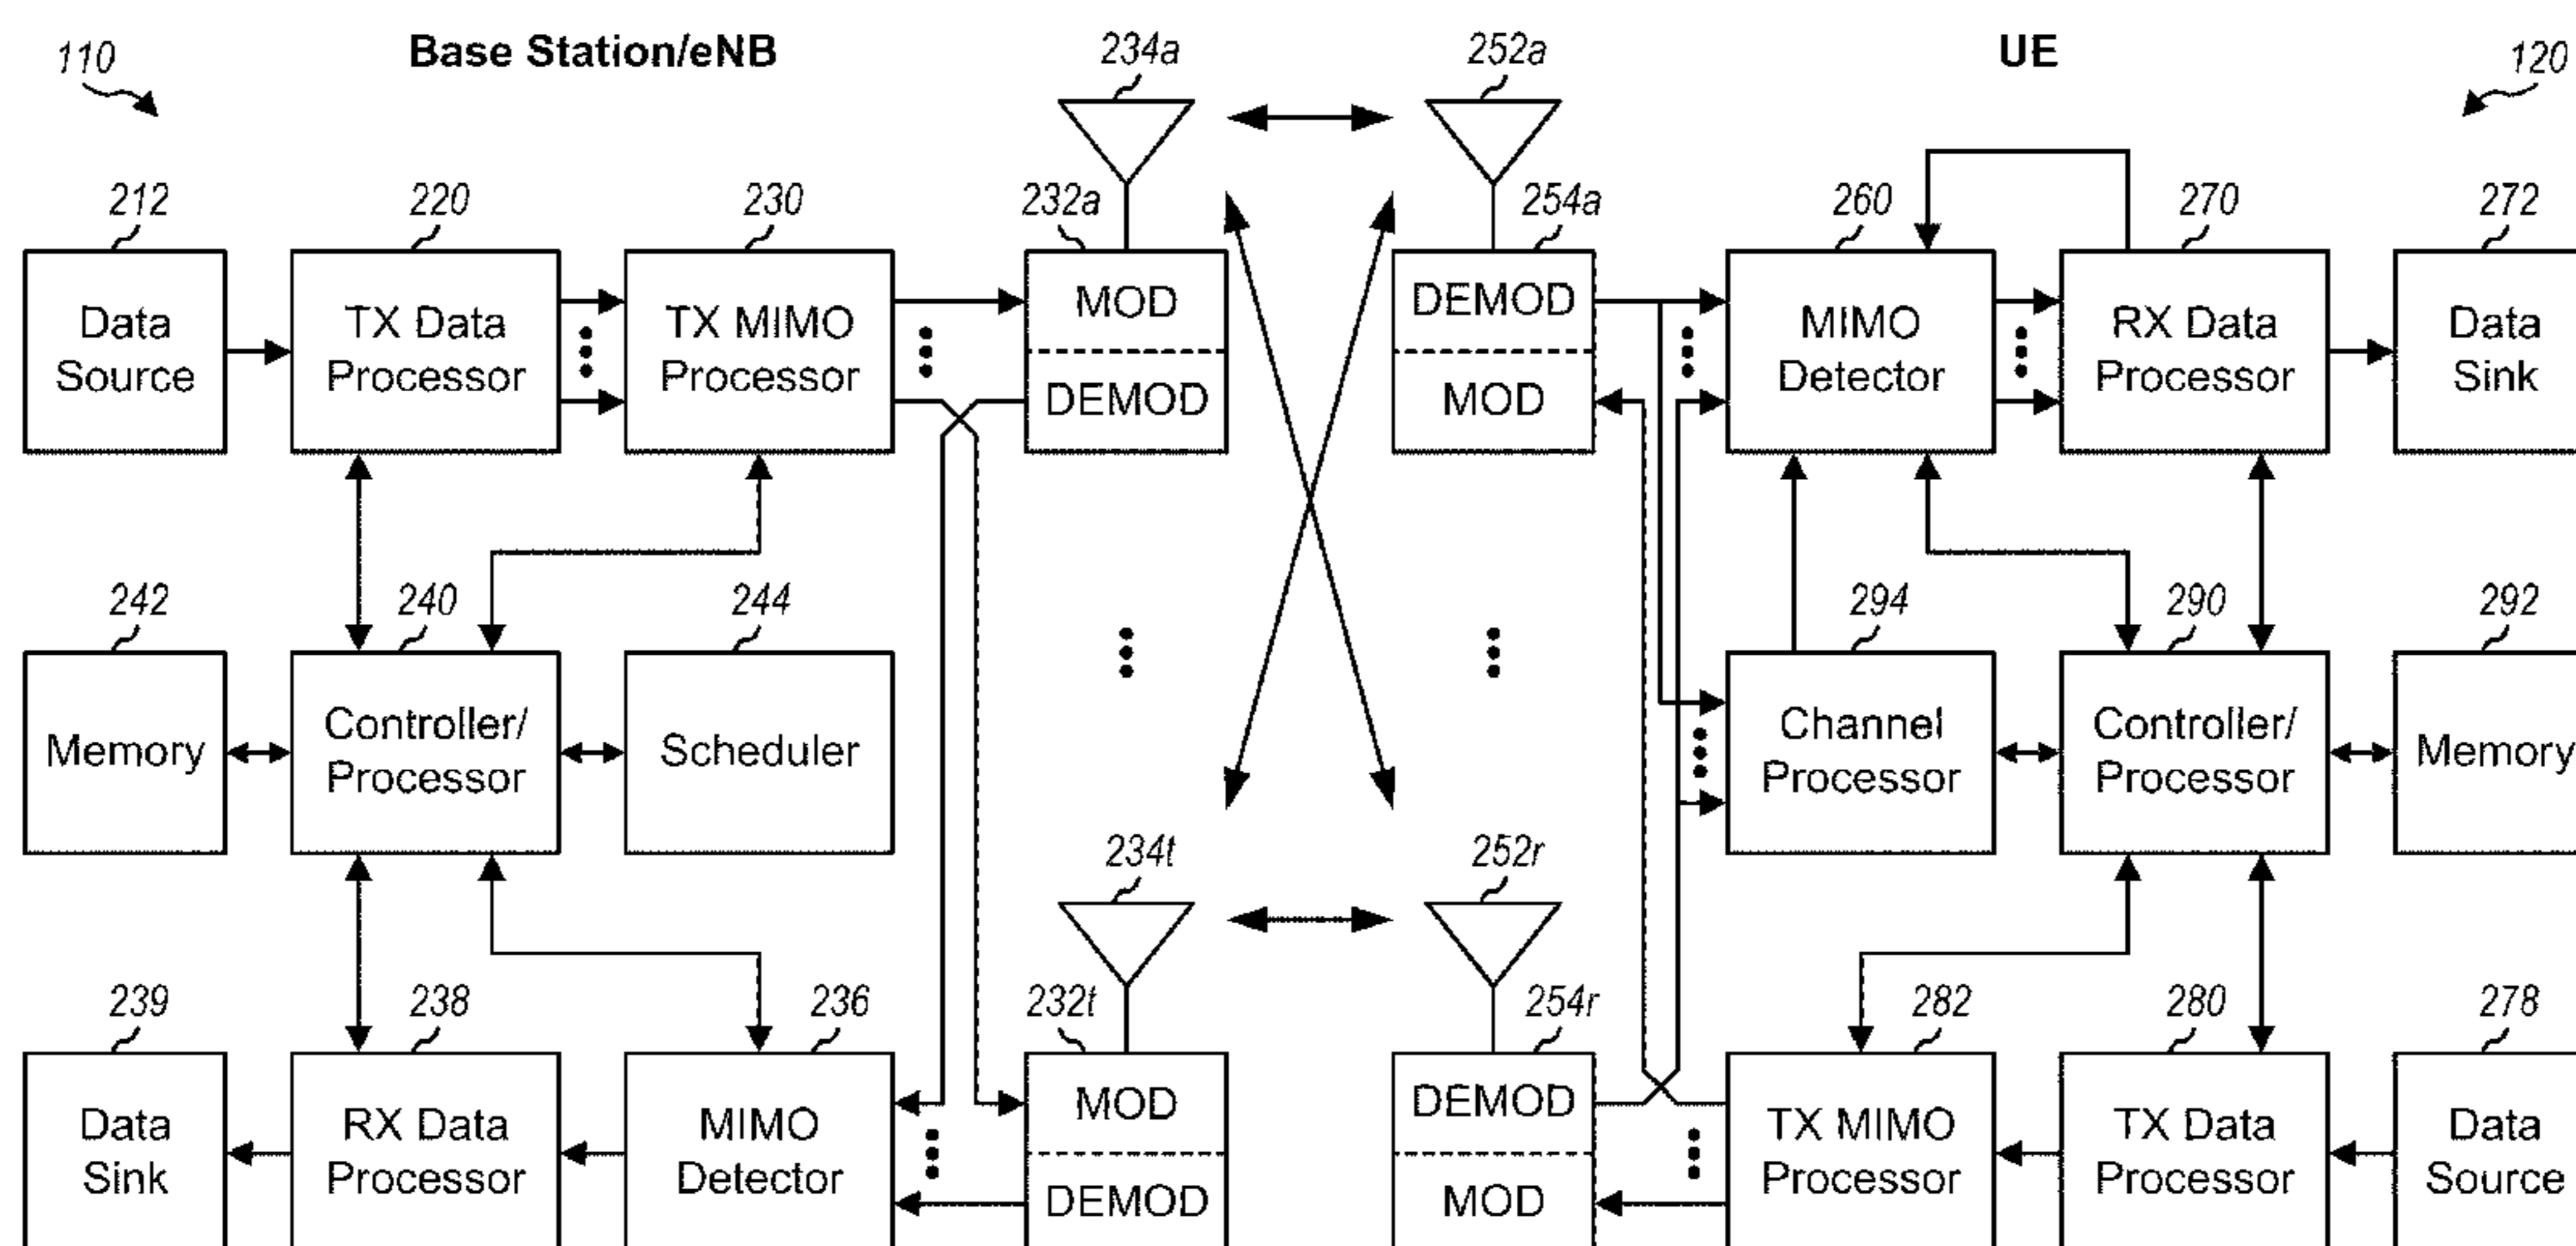 110
Base Station/eNB
234a
252a
UE
120
212
220
230
232a
254a
260
270
272
Data
Source
TX Data
Processor
TX MIMO
Processor
MOD
DEMOD
DEMOD
MOD
MIMO
Detector
RX Data
Processor
Data
Sink
242
240
244
294
290
292
Memory
Controller/
Processor
Scheduler
Channel
Processor
Controller/
Processor
Memory
234t
252r
239
238
236
232t
254r
282
280
278
Data
Sink
RX Data
Processor
MIMO
Detector
MOD
DEMOD
DEMOD
MOD
TX MIMO
Processor
TX Data
Processor
Data
Source